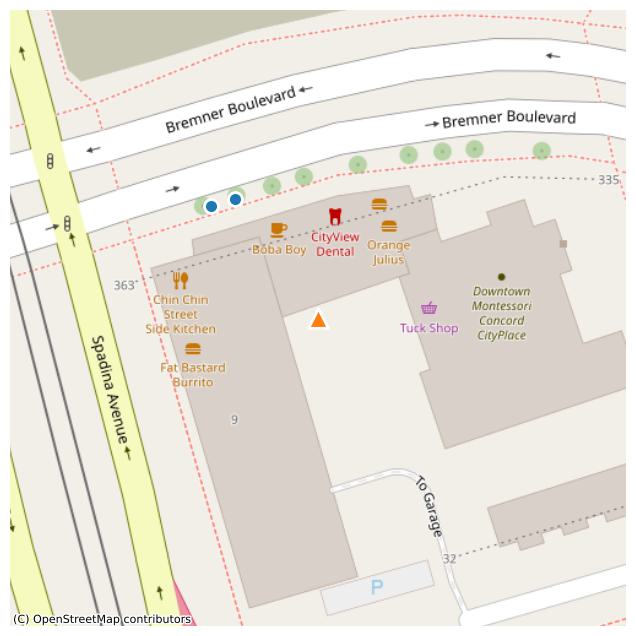 Bremner Boulevard
Bremner Boulevard
335
Boba Boy
CityView
Dental
Orange
Julius
363
Chin Chin
Street
Side Kitchen
Tuck Shop
Downtown
Montessori
Concord
CityPlace
Fat Bastard
Burrito
Spadina Avenue
9
To Garage
32
P
(C) OpenStreetMap contributors